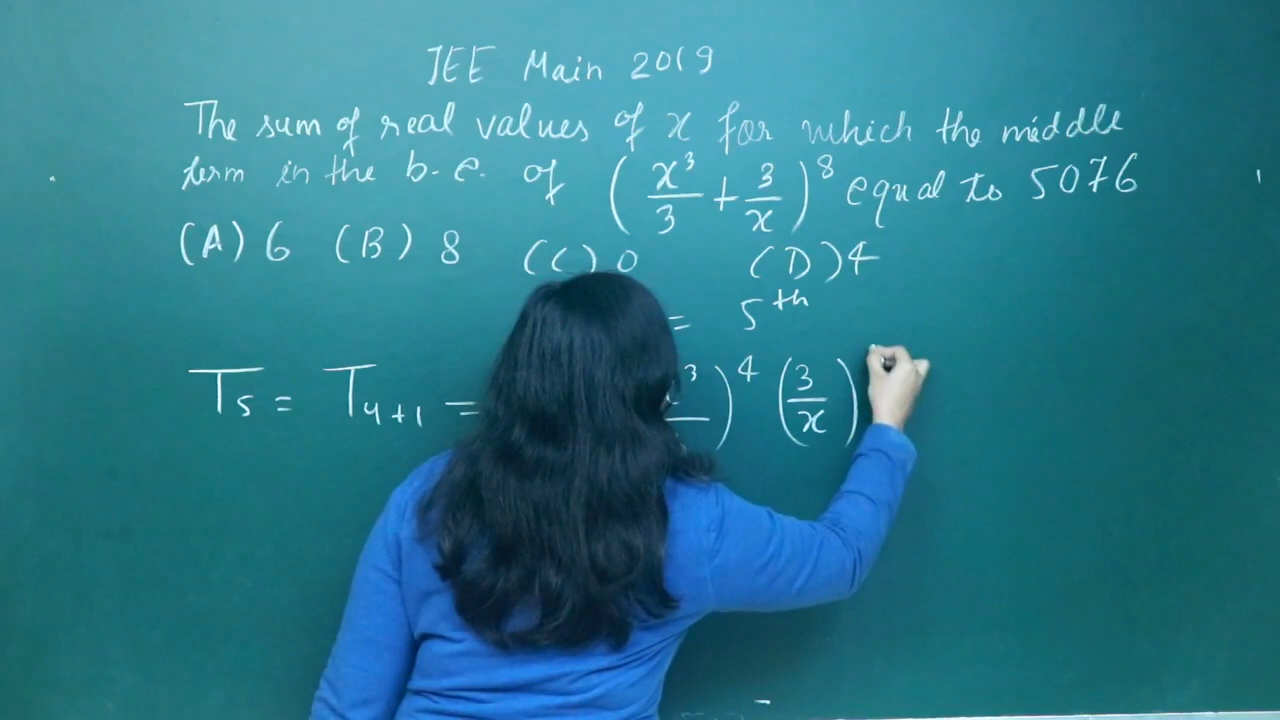 JEE Main 2019
The sum of real values of x for which the middle
term in the b.e. of (x³/3 + 3/x)⁸ equal to 5076
(A) 6 (B) 8 (C) 0 (D) 4
= 5th
T₅ = T₄₊₁ = ³)⁴ (3/x)